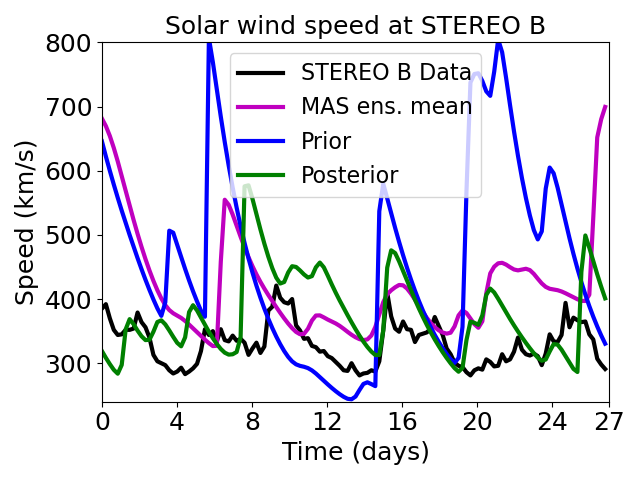 Solar wind speed at STEREO B
STEREO B Data
MAS ens. mean
Prior
Posterior
Speed (km/s)
800
700
600
500
400
300
0 4 8 12 16 20 24 27
Time (days)